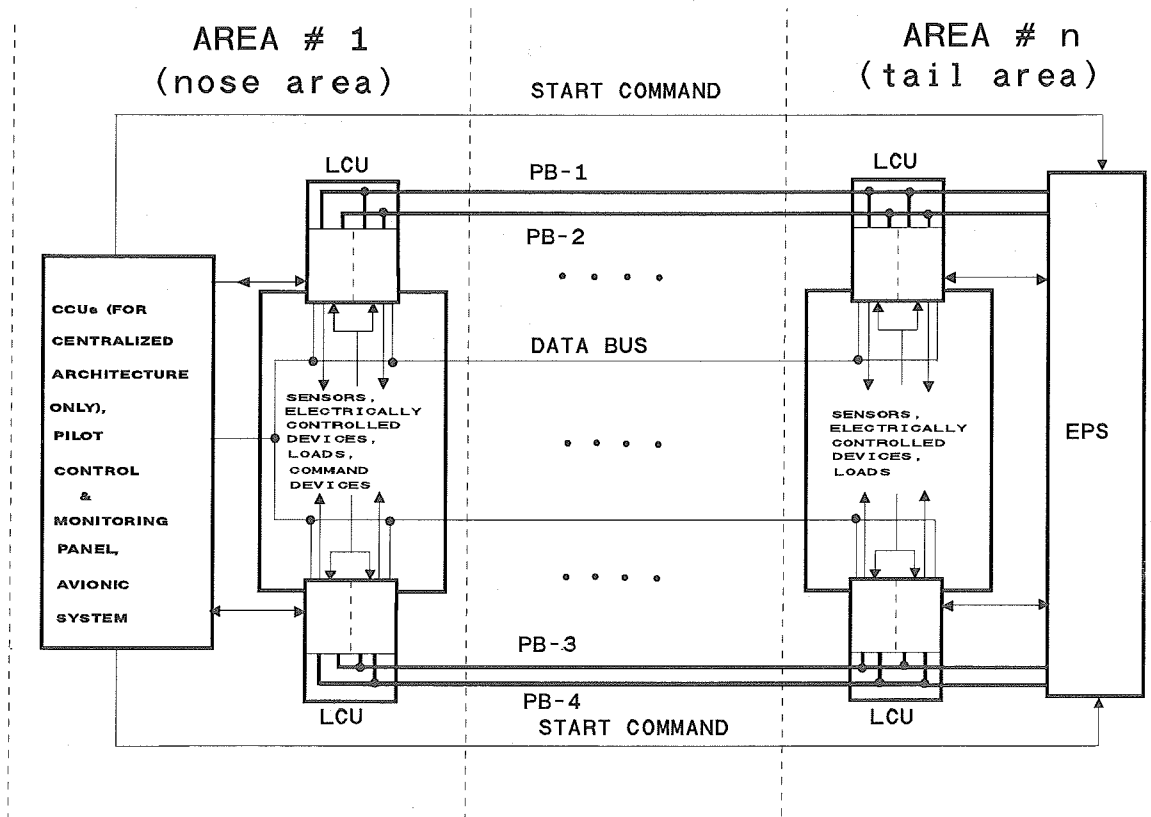 AREA # 1
(nose area)
AREA # n
(tail area)
START COMMAND
LCU
PB-1
LCU
PB-2
CCUs (FOR
CENTRALIZED
ARCHITECTURE
ONLY),
PILOT
CONTROL
&
MONITORING
PANEL,
AVIONIC
SYSTEM
DATA BUS
SENSORS,
ELECTRICALLY
CONTROLLED
DEVICES,
LOADS,
COMMAND
DEVICES
SENSORS,
ELECTRICALLY
CONTROLLED
DEVICES,
LOADS
EPS
PB-3
PB-4
LCU
LCU
START COMMAND